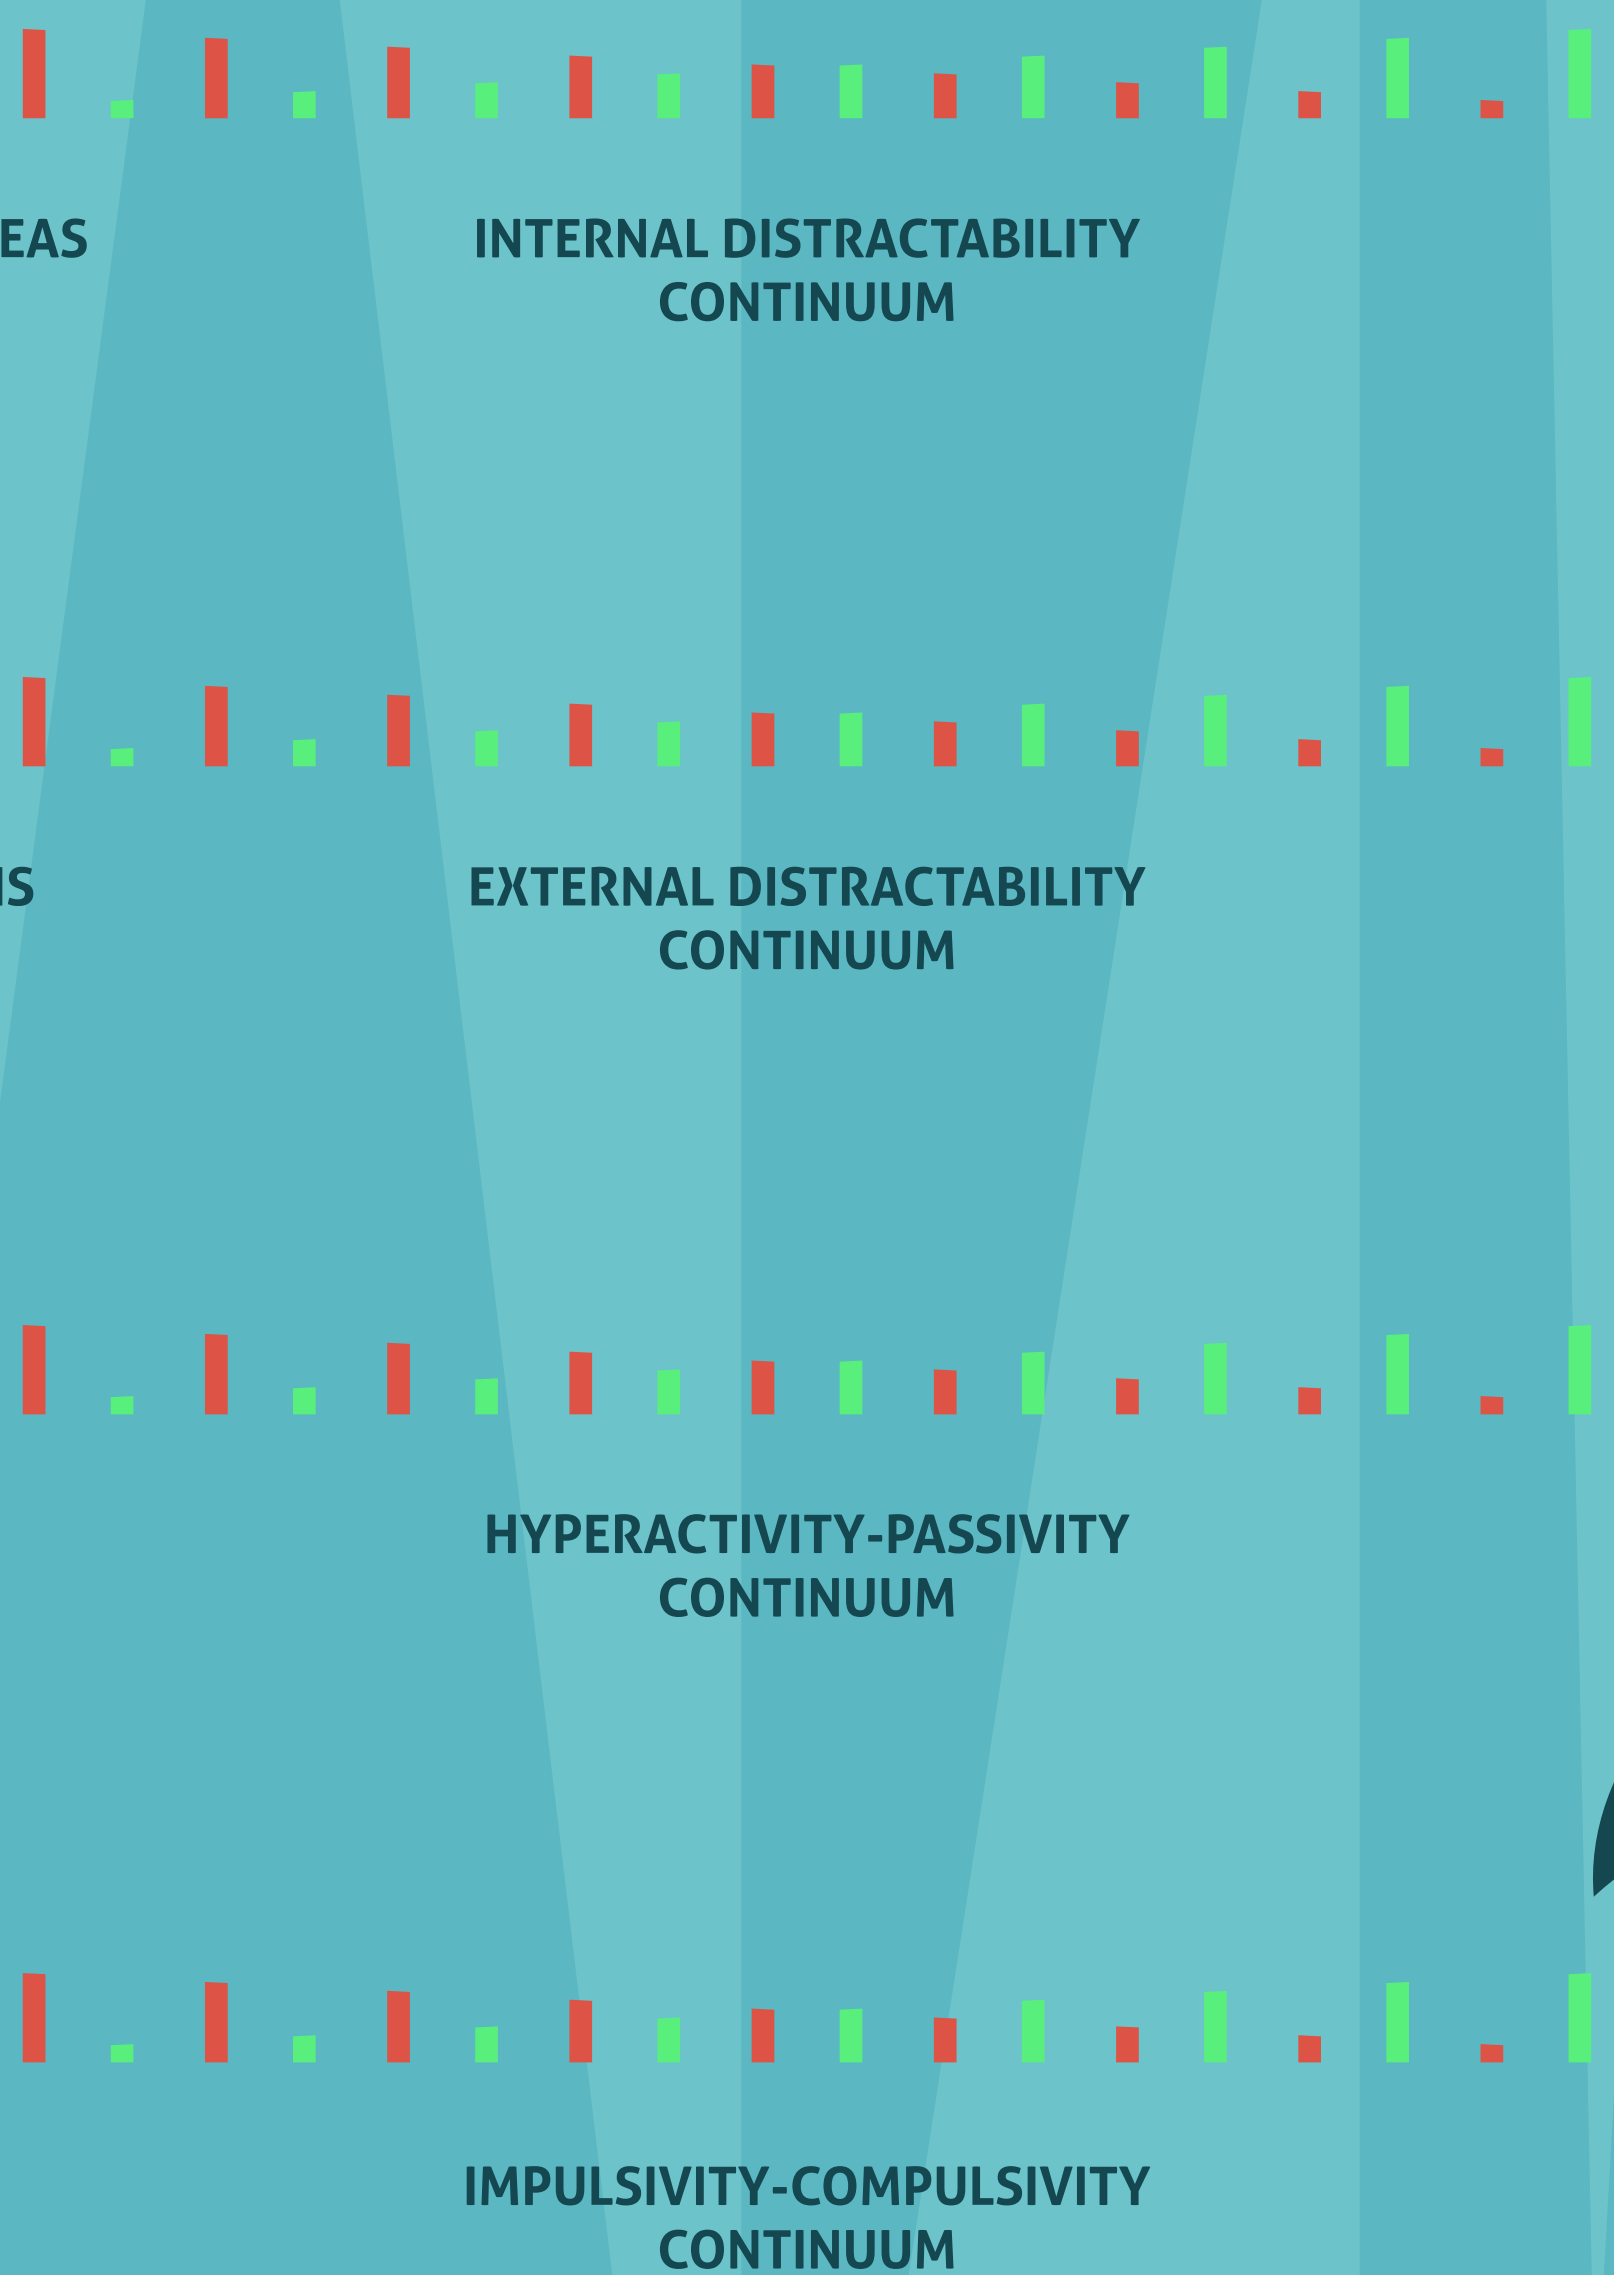 EAS
INTERNAL DISTRACTABILITY
CONTINUUM
IS
EXTERNAL DISTRACTABILITY
CONTINUUM
HYPERACTIVITY-PASSIVITY
CONTINUUM
IMPULSIVITY-COMPULSIVITY
CONTINUUM